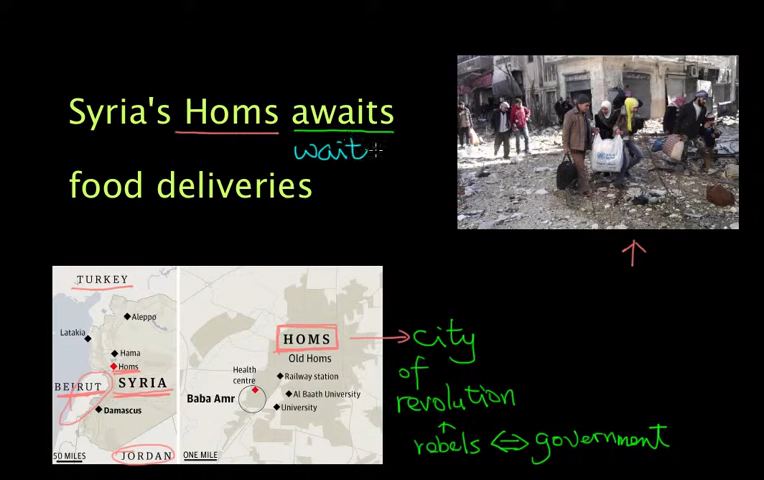 Syria's Homs awaits
wait
food deliveries
TURKEY
Aleppo
Latakia
Hama
Homs
BEIRUT
SYRIA
Damascus
50 MILES
JORDAN
HOMS
Old Homs
Railway station
Health
centre
Al Baath University
Baba Amr
University
ONE MILE
city
of
revolution
rebels ⇔ government